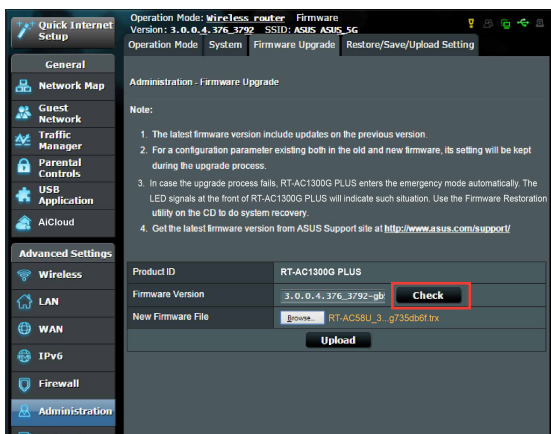 Quick Internet
Setup
General
Network Map
Guest
Network
Traffic
Manager
Parental
Controls
USB
Application
AiCloud
Advanced Settings
Wireless
LAN
WAN
IPv6
Firewall
Administration
Operation Mode: Wireless router Firmware
Version: 3.0.0.4.376_3792 SSID: ASUS ASUS_5G
Operation Mode System Firmware Upgrade Restore/Save/Upload Setting
Administration - Firmware Upgrade
Note:
1. The latest firmware version include updates on the previous version.
2. For a configuration parameter existing both in the old and new firmware, its setting will be kept
during the upgrade process.
3. In case the upgrade process fails, RT-AC1300G PLUS enters the emergency mode automatically. The
LED signals at the front of RT-AC1300G PLUS will indicate such situation. Use the Firmware Restoration
utility on the CD to do system recovery.
4. Get the latest firmware version from ASUS Support site at http://www.asus.com/support/
Product ID RT-AC1300G PLUS
Firmware Version 3.0.0.4.376_3792-gb Check
New Firmware File Browse... RT-AC58U_3...g735db6f.trx
Upload